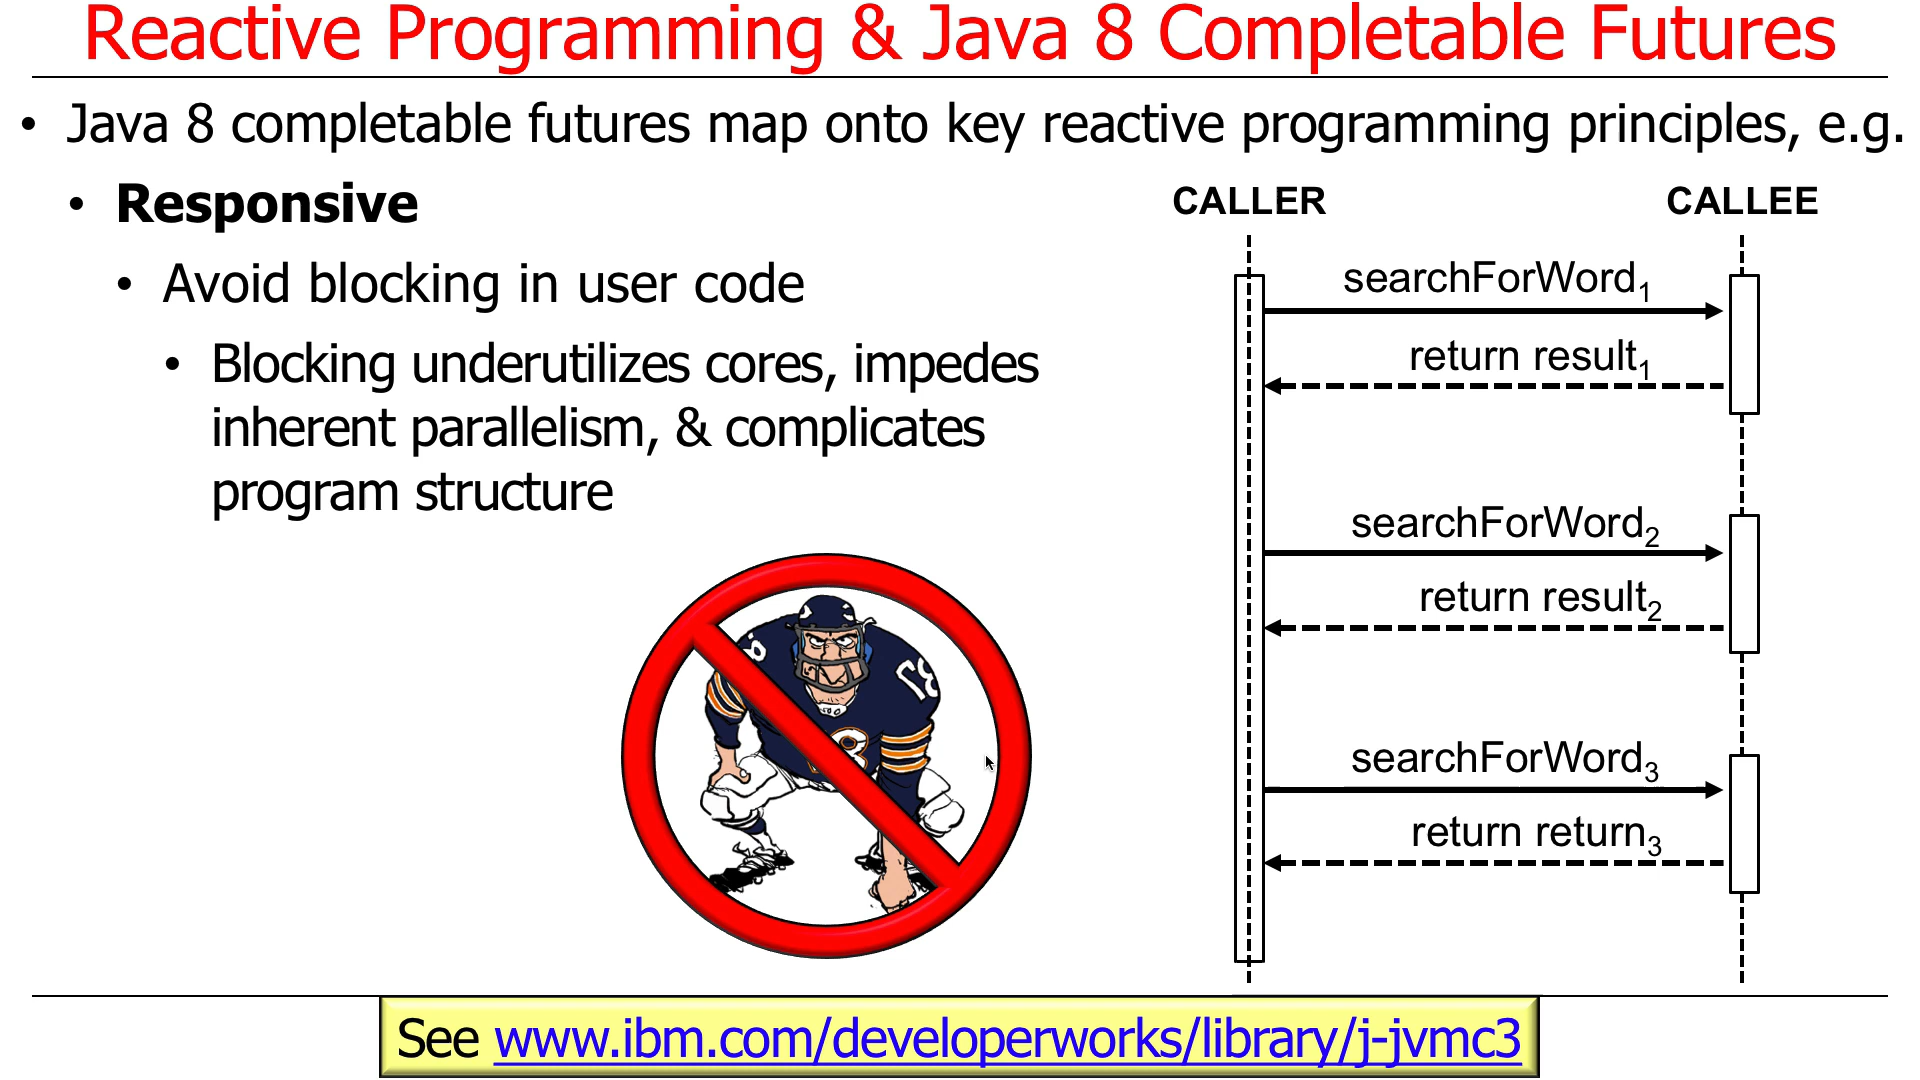 Reactive Programming & Java 8 Completable Futures
• Java 8 completable futures map onto key reactive programming principles, e.g.
• Responsive
• Avoid blocking in user code
• Blocking underutilizes cores, impedes
inherent parallelism, & complicates
program structure
CALLER
CALLEE
searchForWord1
return result1
searchForWord2
return result2
searchForWord3
return return3
78
8
See www.ibm.com/developerworks/library/j-jvmc3